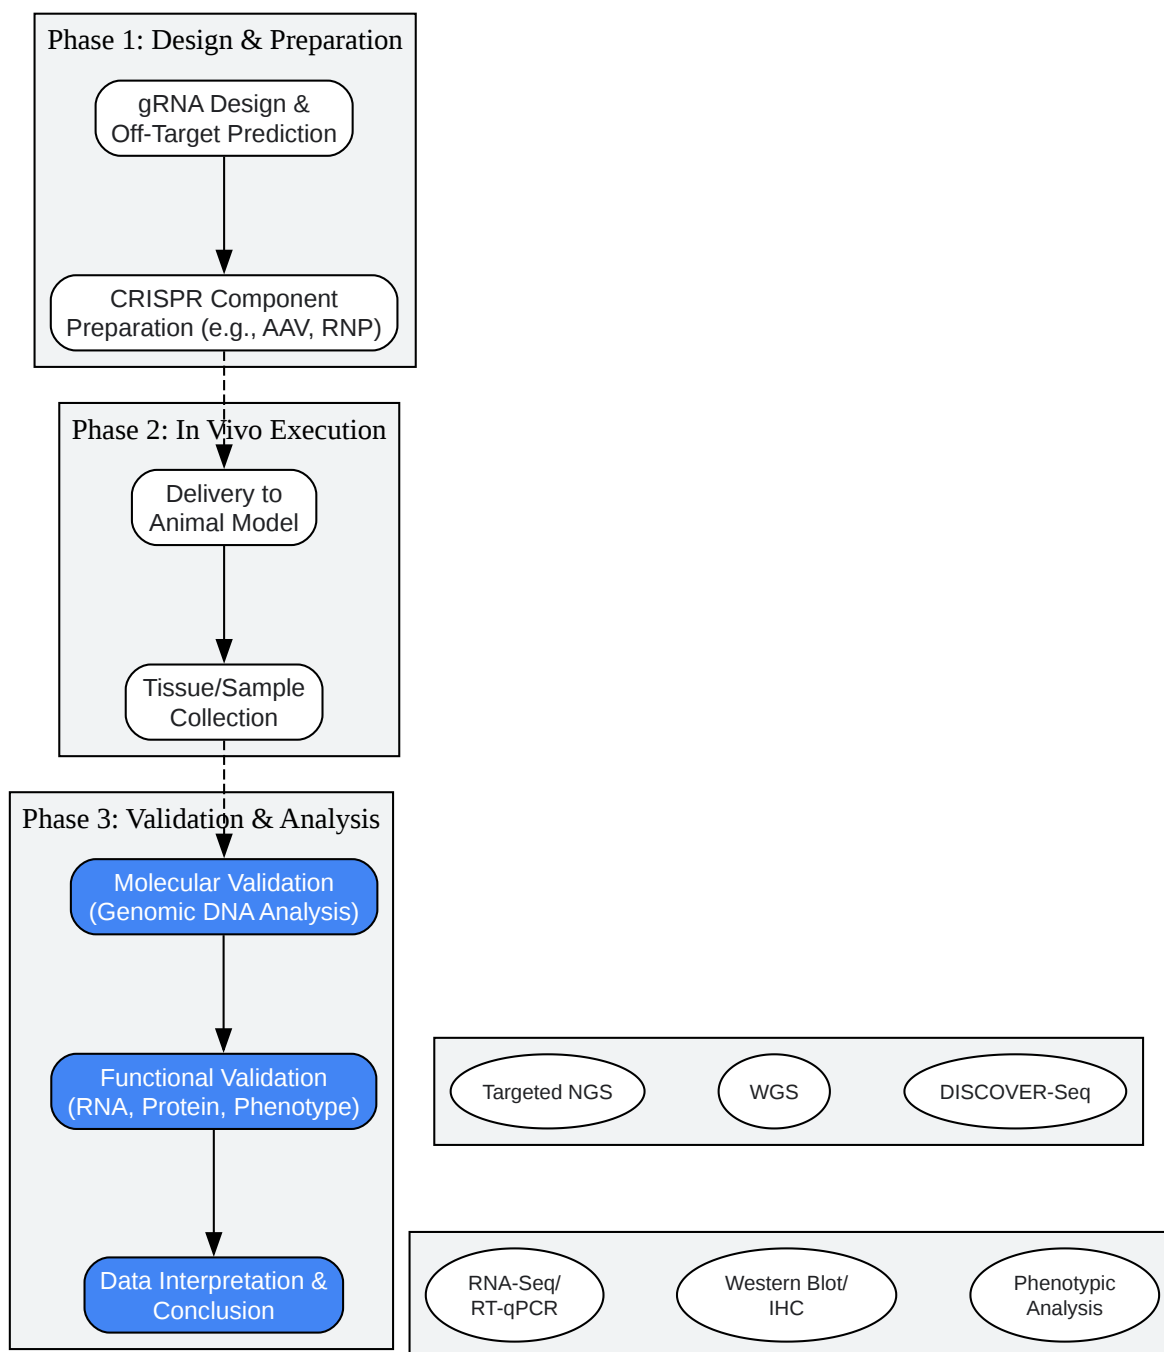 Phase 1: Design & Preparation
gRNA Design &
Off-Target Prediction
CRISPR Component
Preparation (e.g., AAV, RNP)
Phase 2: In Vivo Execution
Delivery to
Animal Model
Tissue/Sample
Collection
Phase 3: Validation & Analysis
Molecular Validation
(Genomic DNA Analysis)
Functional Validation
(RNA, Protein, Phenotype)
Targeted NGS
WGS
DISCOVER-Seq
Data Interpretation &
Conclusion
RNA-Seq/
RT-qPCR
Western Blot/
IHC
Phenotypic
Analysis